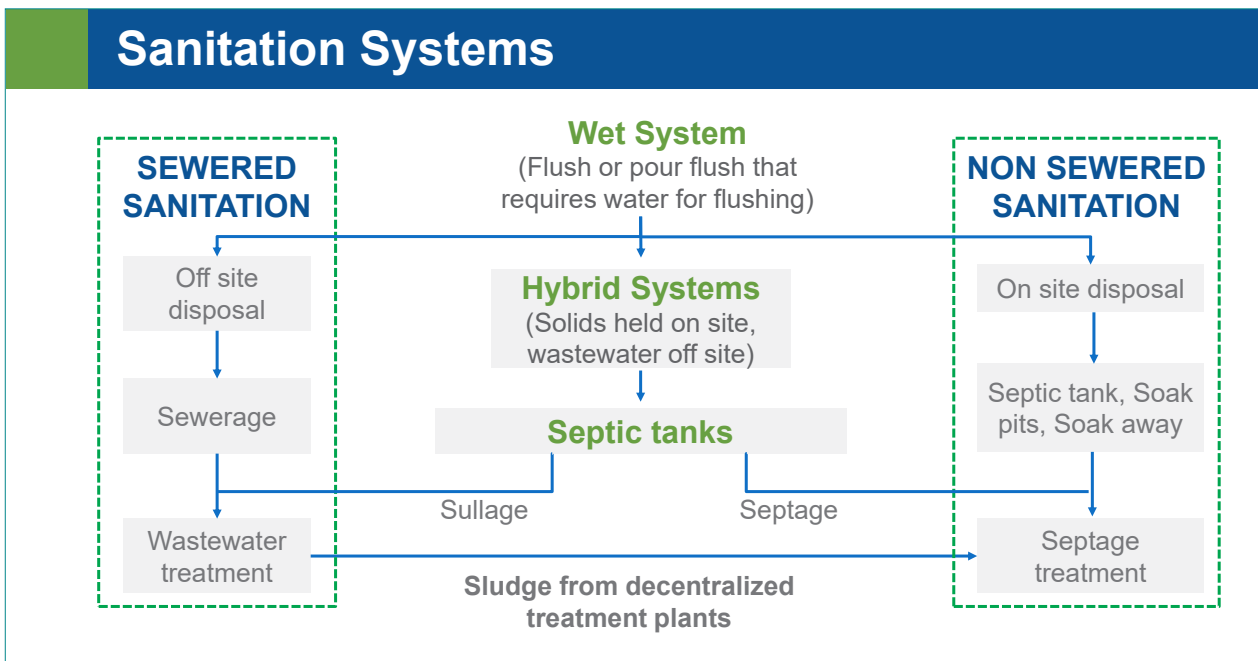 Sanitation Systems
Wet System
(Flush or pour flush that
requires water for flushing)
SEWERED
SANITATION
Off site
disposal
Sewerage
Wastewater
treatment
Hybrid Systems
(Solids held on site,
wastewater off site)
Septic tanks
Sullage
Septage
Sludge from decentralized
treatment plants
NON SEWERED
SANITATION
On site disposal
Septic tank, Soak
pits, Soak away
Septage
treatment